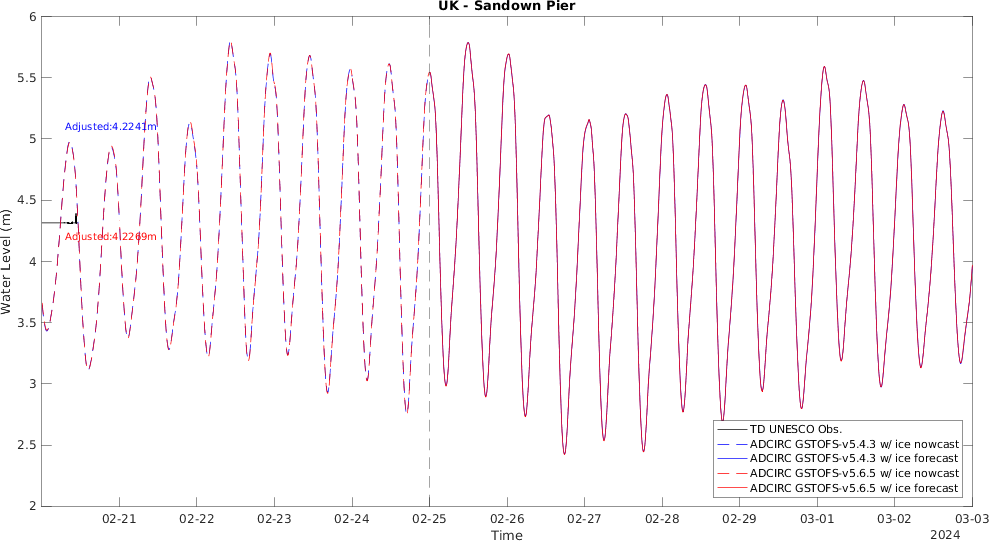 UK - Sandown Pier
6
5.5
5
4.5
4
3.5
3
2.5
2
Water Level (m)
Adjusted:4.2241m
Adjusted:4.2269m
TD UNESCO Obs.
ADCIRC GSTOFS-v5.4.3 w/ ice nowcast
ADCIRC GSTOFS-v5.4.3 w/ ice forecast
ADCIRC GSTOFS-v5.6.5 w/ ice nowcast
ADCIRC GSTOFS-v5.6.5 w/ ice forecast
02-21 02-22 02-23 02-24 02-25 02-26 02-27 02-28 02-29 03-01 03-02 03-03
Time
2024